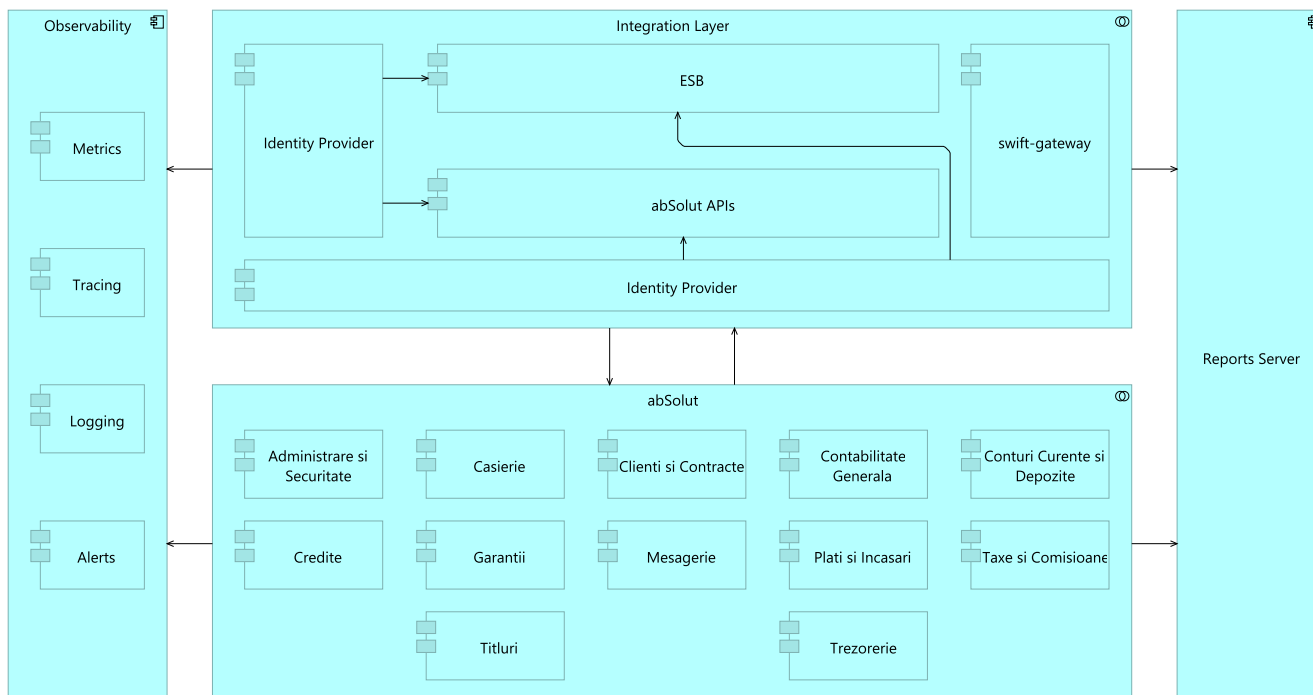 Observability
Metrics
Tracing
Logging
Alerts
Integration Layer
Identity Provider
ESB
abSolut APIs
swift-gateway
Identity Provider
abSolut
Administrare si
Securitate
Casierie
Clienti si Contracte
Contabilitate
Generala
Conturi Curente si
Depozite
Credite
Garantii
Mesagerie
Plati si Incasari
Taxe si Comisioane
Titluri
Trezorerie
Reports Server